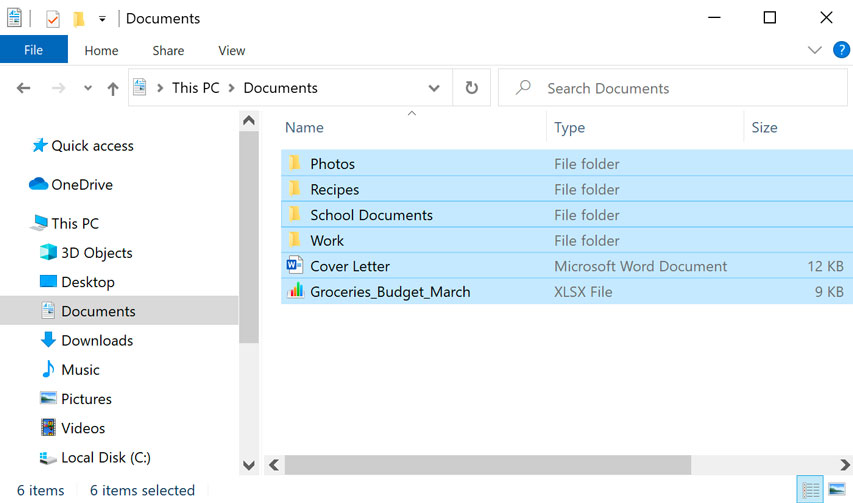 Documents
File Home Share View
This PC Documents Search Documents
Name Type Size
Quick access
OneDrive
This PC
3D Objects
Desktop
Documents
Downloads
Music
Pictures
Videos
Local Disk (C:)
Photos File folder
Recipes File folder
School Documents File folder
Work File folder
Cover Letter Microsoft Word Document 12 KB
Groceries_Budget_March XLSX File 9 KB
6 items 6 items selected